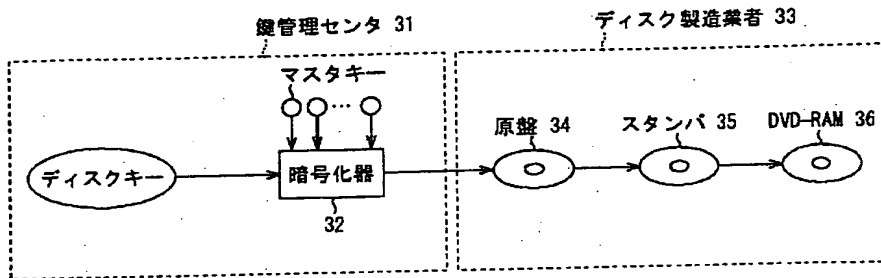 鍵管理センタ 31
ディスク製造業者 33
マスタキー
…
原盤 34
スタンパ 35
DVD-RAM 36
ディスクキー
暗号化器
32